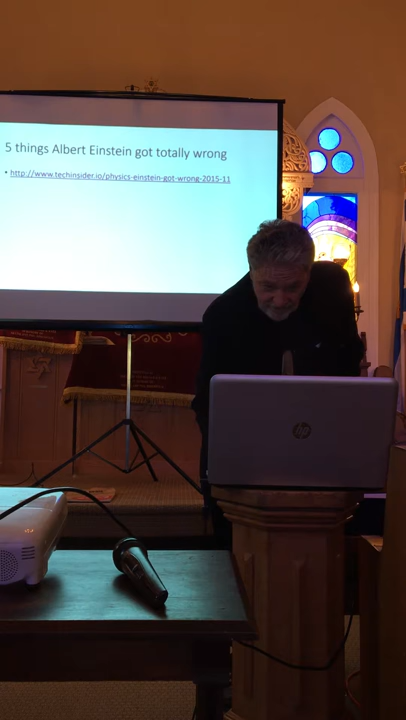 5 things Albert Einstein got totally wrong
• http://www.techinsider.io/physics-einstein-got-wrong-2015-11
hp